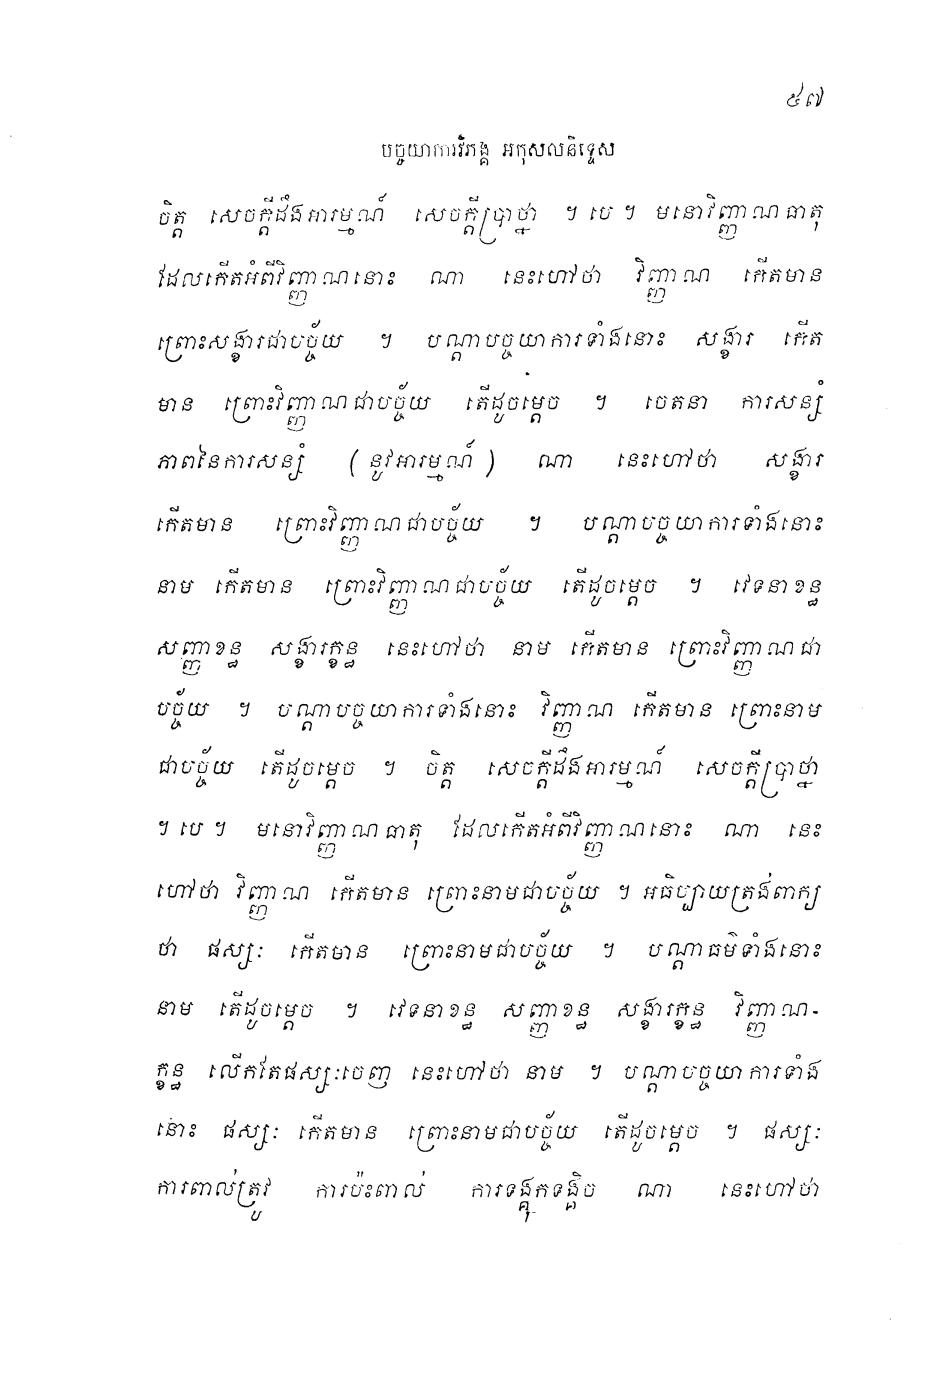 ៥៧
បច្ចយាការវិភង្គ អកុសលនិទ្ទេស
ចិត្ត សេចក្តីដឹងអារម្មណ៍ សេចក្តីប្រាថ្នា ។ បេ ។ មនោវិញ្ញាណធាតុ
ដែលកើតអំពីវិញ្ញាណនោះ ណា នេះហៅថា វិញ្ញាណ កើតមាន
ព្រោះសង្ខារជាបច្ច័យ ។ បណ្តាបច្ចយាការទាំងនោះ សង្ខារ កើត
មាន ព្រោះវិញ្ញាណជាបច្ច័យ តើដូចម្តេច ។ ចេតនា ការសន្សំ
ភាពនៃការសន្សំ (នូវអារម្មណ៍) ណា នេះហៅថា សង្ខារ
កើតមាន ព្រោះវិញ្ញាណជាបច្ច័យ ។ បណ្តាបច្ចយាការទាំងនោះ
នាម កើតមាន ព្រោះវិញ្ញាណជាបច្ច័យ តើដូចម្តេច ។ វេទនាខន្ធ
សញ្ញាខន្ធ សង្ខារក្ខន្ធ នេះហៅថា នាម កើតមាន ព្រោះវិញ្ញាណជា
បច្ច័យ ។ បណ្តាបច្ចយាការទាំងនោះ វិញ្ញាណ កើតមាន ព្រោះនាម
ជាបច្ច័យ តើដូចម្តេច ។ ចិត្ត សេចក្តីដឹងអារម្មណ៍ សេចក្តីប្រាថ្នា
។ បេ ។ មនោវិញ្ញាណធាតុ ដែលកើតអំពីវិញ្ញាណនោះ ណា នេះ
ហៅថា វិញ្ញាណ កើតមាន ព្រោះនាមជាបច្ច័យ ។ អធិប្បាយត្រង់ពាក្យ
ថា ផស្សៈ កើតមាន ព្រោះនាមជាបច្ច័យ ។ បណ្តាធម៌ទាំងនោះ
នាម តើដូចម្តេច ។ វេទនាខន្ធ សញ្ញាខន្ធ សង្ខារក្ខន្ធ វិញ្ញាណ-
ក្ខន្ធ លើកតែផស្សៈចេញ នេះហៅថា នាម ។ បណ្តាបច្ចយាការទាំង
នោះ ផស្សៈ កើតមាន ព្រោះនាមជាបច្ច័យ តើដូចម្តេច ។ ផស្សៈ
ការពាល់ត្រូវ ការប៉ះពាល់ ការទង្គុកទង្គិច ណា នេះហៅថា